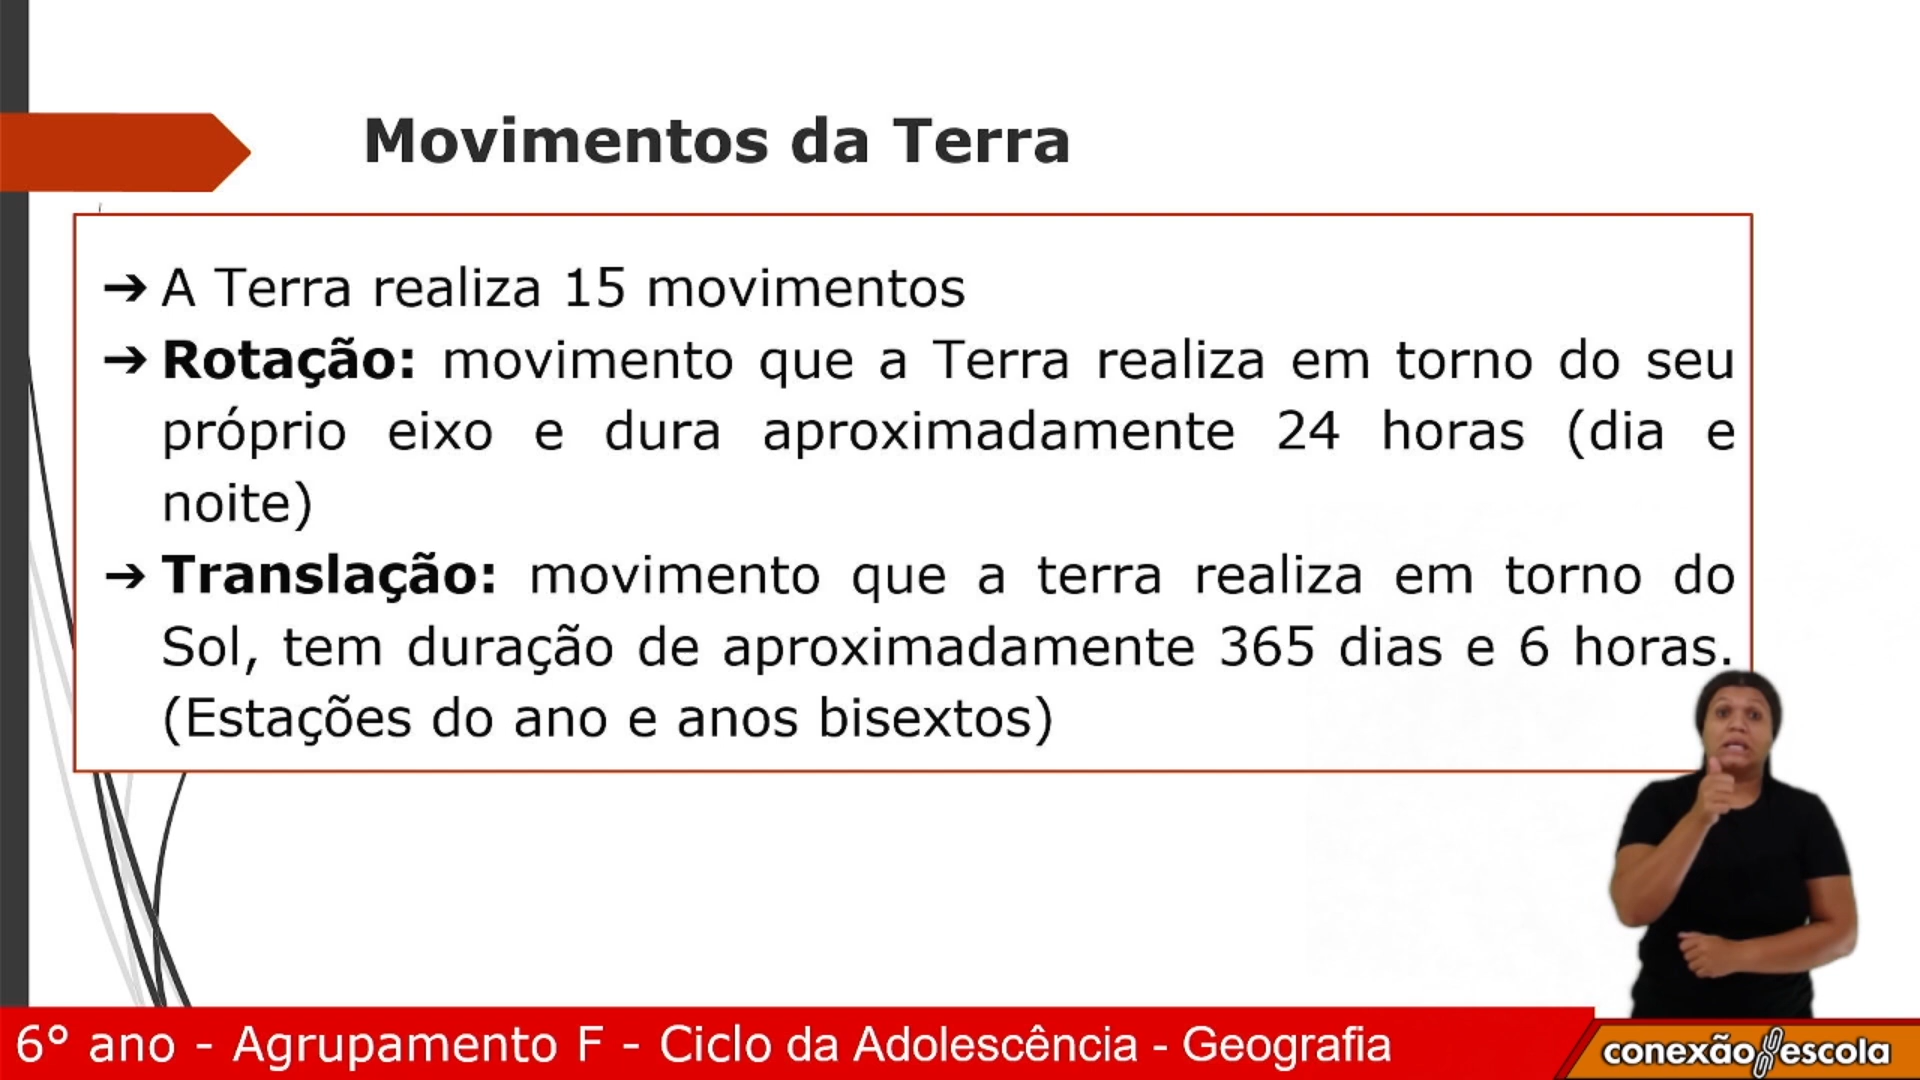 Movimentos da Terra
➔ A Terra realiza 15 movimentos
➔ Rotação: movimento que a Terra realiza em torno do seu
próprio eixo e dura aproximadamente 24 horas (dia e
noite)
➔ Translação: movimento que a terra realiza em torno do
Sol, tem duração de aproximadamente 365 dias e 6 horas.
(Estações do ano e anos bisextos)
6º ano - Agrupamento F - Ciclo da Adolescência - Geografia
conexão escola